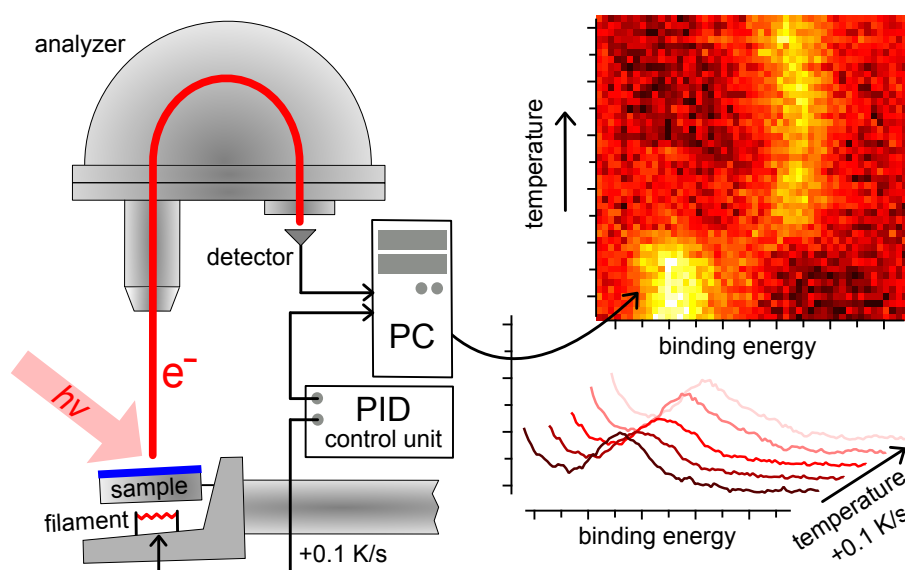 analyzer
temperature
detector
PC
binding energy
e⁻
hν
PID
control unit
sample
filament
+0.1 K/s
binding energy
temperature
+0.1 K/s